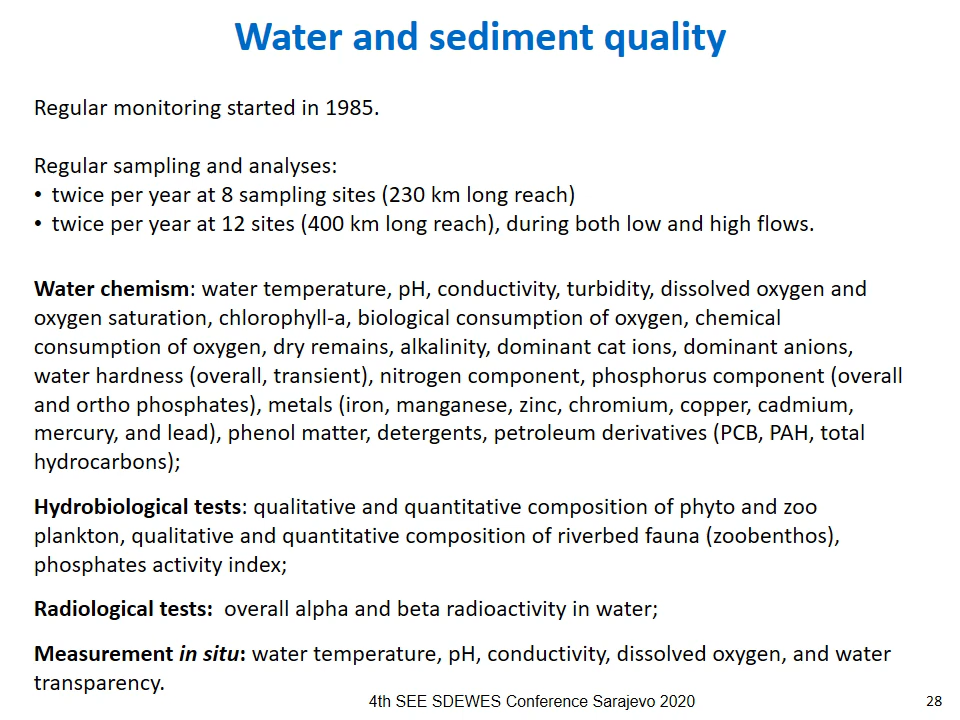 Water and sediment quality
Regular monitoring started in 1985.
Regular sampling and analyses:
• twice per year at 8 sampling sites (230 km long reach)
• twice per year at 12 sites (400 km long reach), during both low and high flows.
Water chemism: water temperature, pH, conductivity, turbidity, dissolved oxygen and
oxygen saturation, chlorophyll-a, biological consumption of oxygen, chemical
consumption of oxygen, dry remains, alkalinity, dominant cat ions, dominant anions,
water hardness (overall, transient), nitrogen component, phosphorus component (overall
and ortho phosphates), metals (iron, manganese, zinc, chromium, copper, cadmium,
mercury, and lead), phenol matter, detergents, petroleum derivatives (PCB, PAH, total
hydrocarbons);
Hydrobiological tests: qualitative and quantitative composition of phyto and zoo
plankton, qualitative and quantitative composition of riverbed fauna (zoobenthos),
phosphates activity index;
Radiological tests:  overall alpha and beta radioactivity in water;
Measurement in situ: water temperature, pH, conductivity, dissolved oxygen, and water
transparency.
4th SEE SDEWES Conference Sarajevo 2020
28